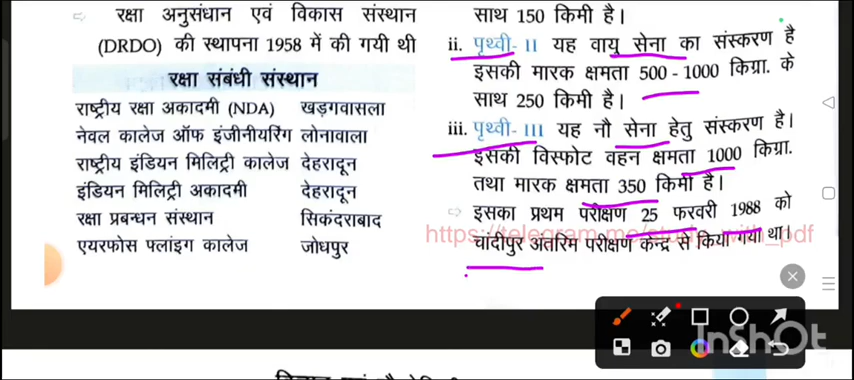 रक्षा अनुसंधान एवं विकास संस्थान
(DRDO) की स्थापना 1958 में की गयी थी
रक्षा संबंधी संस्थान
राष्ट्रीय रक्षा अकादमी (NDA) खड़गवासला
नेवल कालेज ऑफ इंजीनीयरिंग लोनावाला
राष्ट्रीय इंडियन मिलिट्री कालेज देहरादून
इंडियन मिलिट्री अकादमी देहरादून
रक्षा प्रबन्धन संस्थान सिकंदराबाद
एयरफोस फ्लाइग कालेज जोधपुर
साथ 150 किमी है।
ii. पृथ्वी-II यह वायु सेना का संस्करण है
इसकी मारक क्षमता 500-1000 किग्रा. के
साथ 250 किमी है।
iii. पृथ्वी-III यह नौ सेना हेतु संस्करण है।
इसकी विस्फोट वहन क्षमता 1000 किग्रा.
तथा मारक क्षमता 350 किमी है।
इसका प्रथम परीक्षण 25 फरवरी 1988 को
चांदीपुर अंतरिम परीक्षण केन्द्र से किया गया था।
InShOt